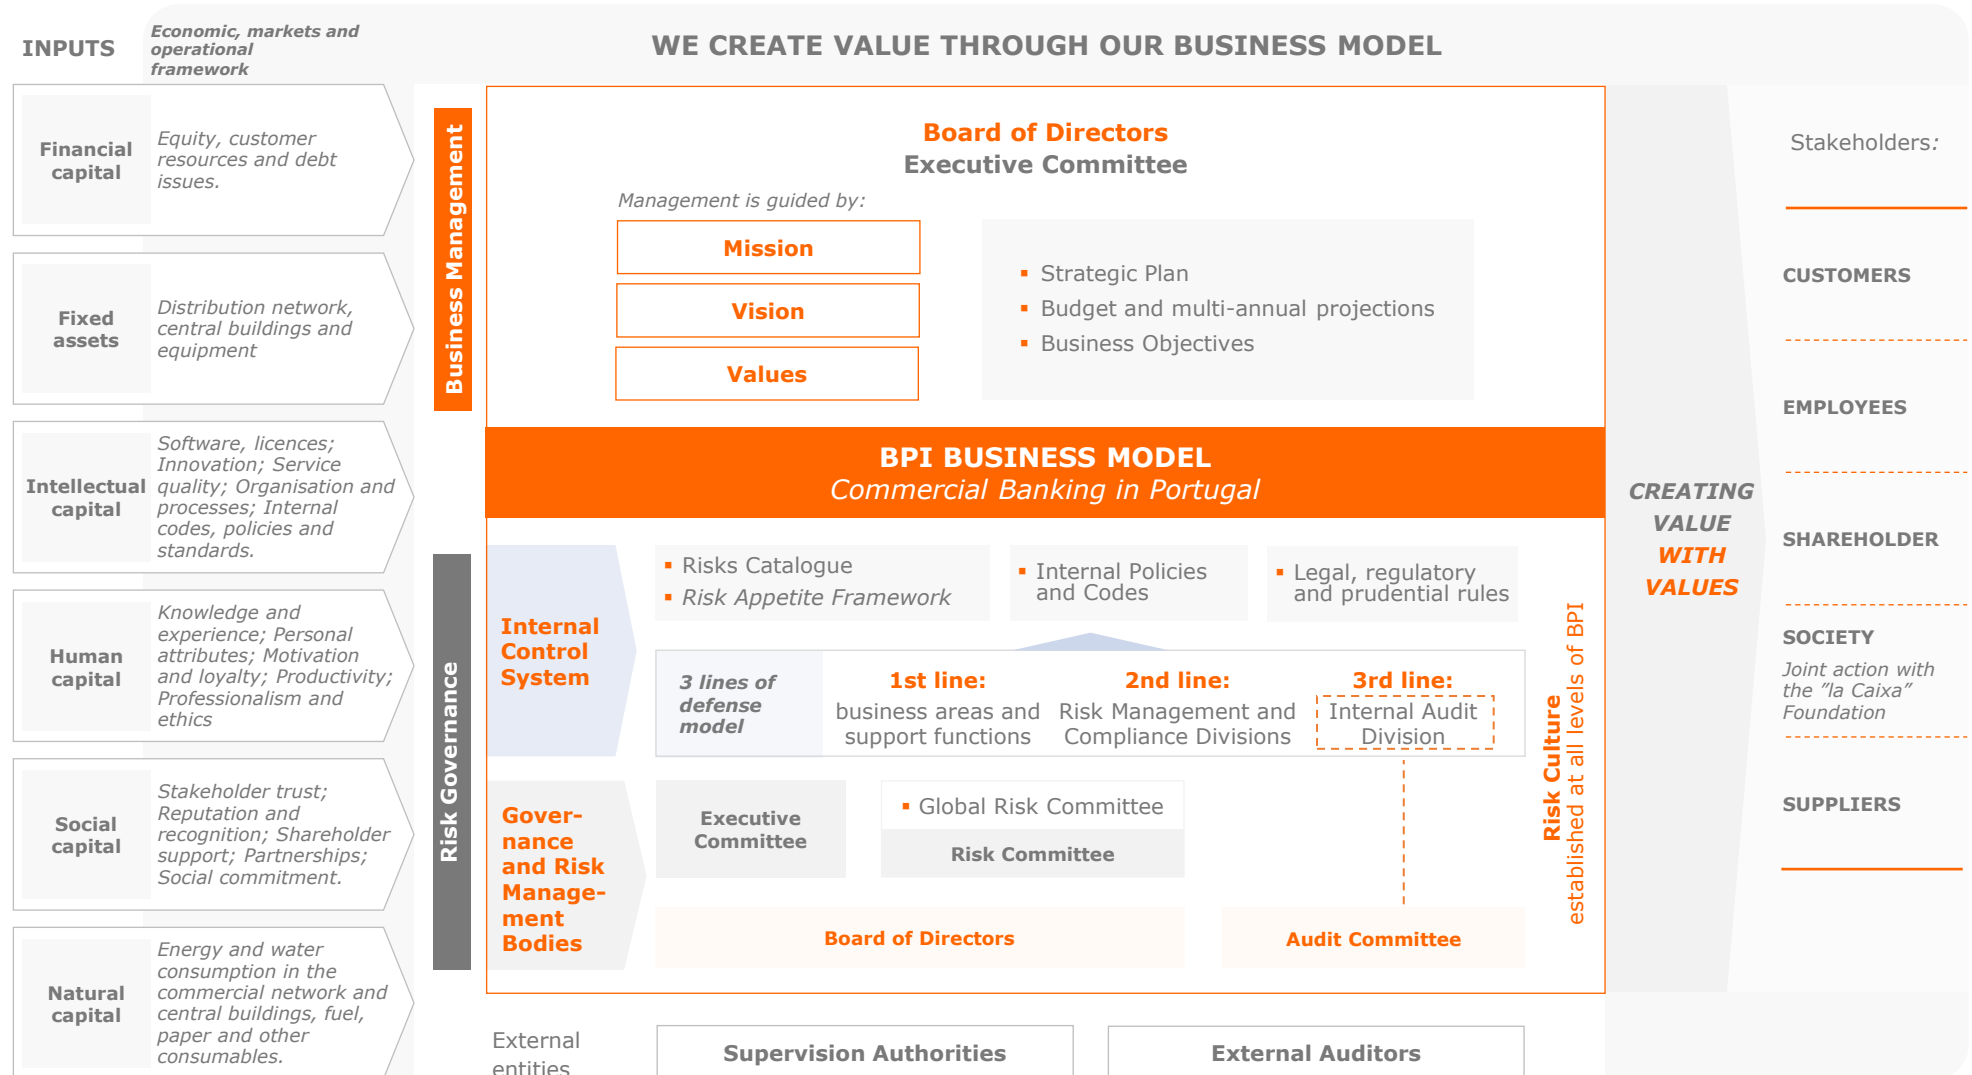 INPUTS
Economic, markets and
operational
framework
WE CREATE VALUE THROUGH OUR BUSINESS MODEL
Financial
capital
Equity, customer
resources and debt
issues.
Fixed
assets
Distribution network,
central buildings and
equipment
Intellectual
capital
Software, licences;
Innovation; Service
quality; Organisation and
processes; Internal
codes, policies and
standards.
Human
capital
Knowledge and
experience; Personal
attributes; Motivation
and loyalty; Productivity;
Professionalism and
ethics
Social
capital
Stakeholder trust;
Reputation and
recognition; Shareholder
support; Partnerships;
Social commitment.
Natural
capital
Energy and water
consumption in the
commercial network and
central buildings, fuel,
paper and other
consumables.
Business Management
Board of Directors
Executive Committee
Management is guided by:
Mission
Vision
Values
▪ Strategic Plan
▪ Budget and multi-annual projections
▪ Business Objectives
BPI BUSINESS MODEL
Commercial Banking in Portugal
Risk Governance
Internal
Control
System
▪ Risks Catalogue
▪ Risk Appetite Framework
▪ Internal Policies
and Codes
▪ Legal, regulatory
and prudential rules
3 lines of
defense
model
1st line:
business areas and
support functions
2nd line:
Risk Management and
Compliance Divisions
3rd line:
Internal Audit
Division
Gover-
nance
and Risk
Manage-
ment
Bodies
Executive
Committee
▪ Global Risk Committee
Risk Committee
Board of Directors
Audit Committee
Risk Culture
established at all levels of BPI
External
entities
Supervision Authorities
External Auditors
CREATING
VALUE
WITH
VALUES
Stakeholders:
CUSTOMERS
EMPLOYEES
SHAREHOLDER
SOCIETY
Joint action with
the ”la Caixa”
Foundation
SUPPLIERS